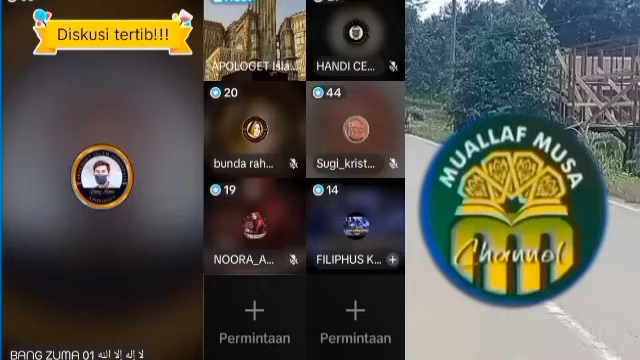 Diskusi tertib!!!
APOLOGET Isla...
HANDI CE...
20
bunda rah...
44
Sugi_krist...
19
NOORA_A...
14
FILIPHUS K...
Permintaan
Permintaan
BANG ZUMA 01 لا إله إلا الله
MUALLAF MUSA
Channel